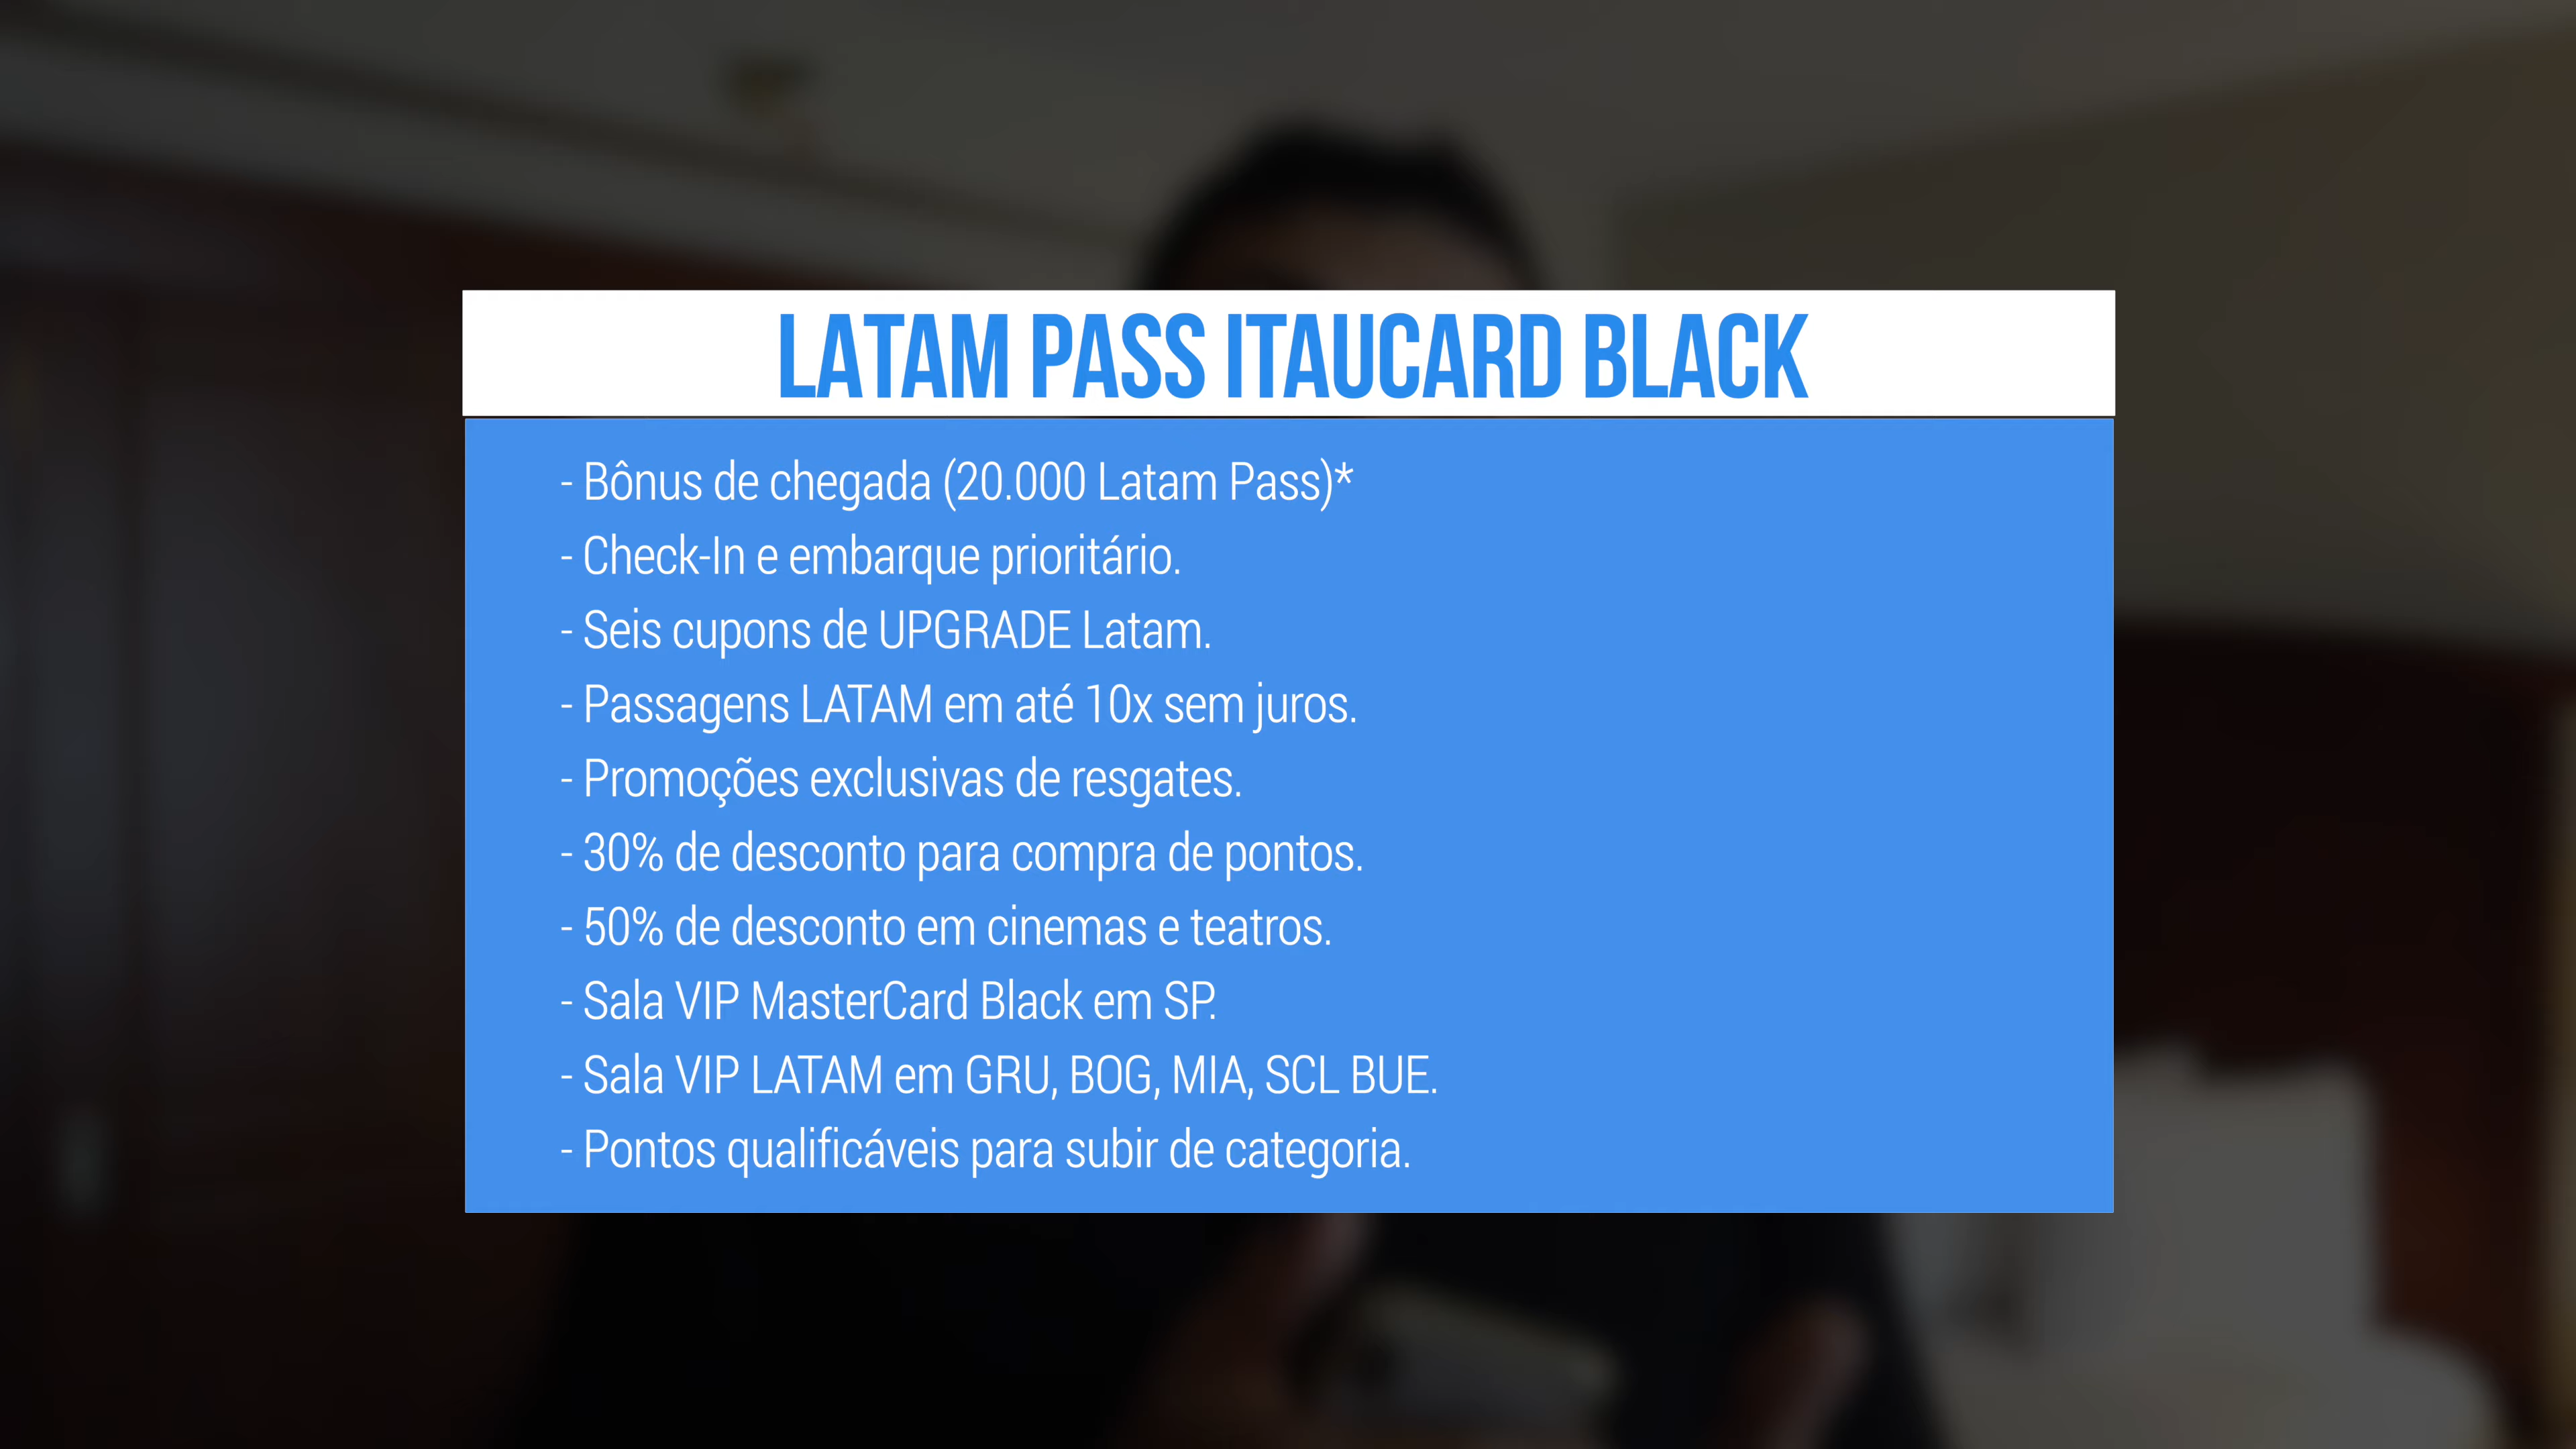 LATAM PASS ITAUCARD BLACK
- Bônus de chegada (20.000 Latam Pass)*
- Check-In e embarque prioritário.
- Seis cupons de UPGRADE Latam.
- Passagens LATAM em até 10x sem juros.
- Promoções exclusivas de resgates.
- 30% de desconto para compra de pontos.
- 50% de desconto em cinemas e teatros.
- Sala VIP MasterCard Black em SP.
- Sala VIP LATAM em GRU, BOG, MIA, SCL BUE.
- Pontos qualificáveis para subir de categoria.